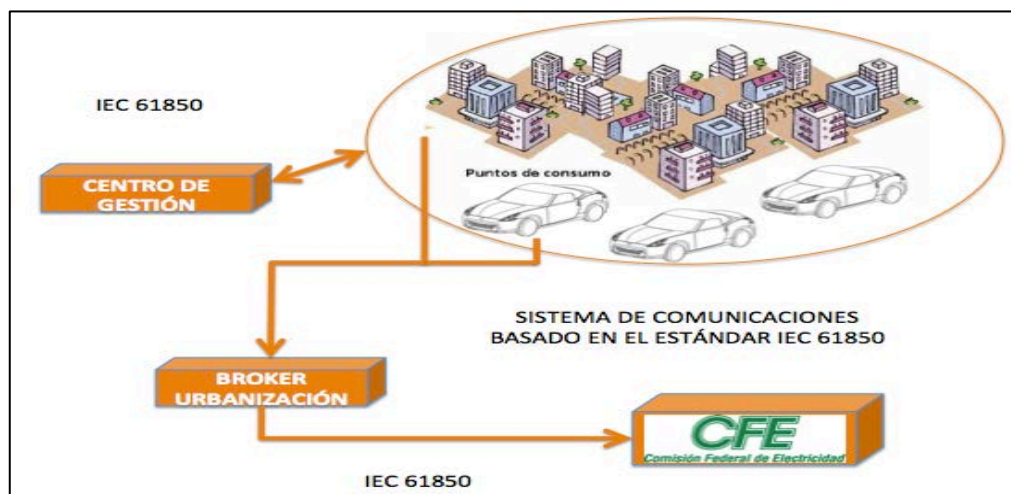 IEC 61850
CENTRO DE
GESTIÓN
Puntos de consumo
SISTEMA DE COMUNICACIONES
BASADO EN EL ESTÁNDAR IEC 61850
BROKER
URBANIZACIÓN
CFE
Comisión Federal de Electricidad
IEC 61850